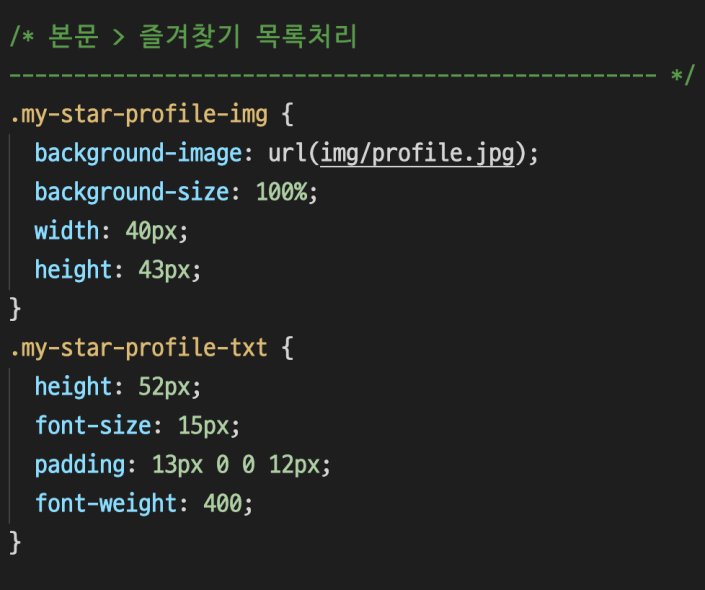 /* 본문 > 즐겨찾기 목록처리
-------------------------------------------------- */
.my-star-profile-img {
background-image: url(img/profile.jpg);
background-size: 100%;
width: 40px;
height: 43px;
}
.my-star-profile-txt {
height: 52px;
font-size: 15px;
padding: 13px 0 0 12px;
font-weight: 400;
}